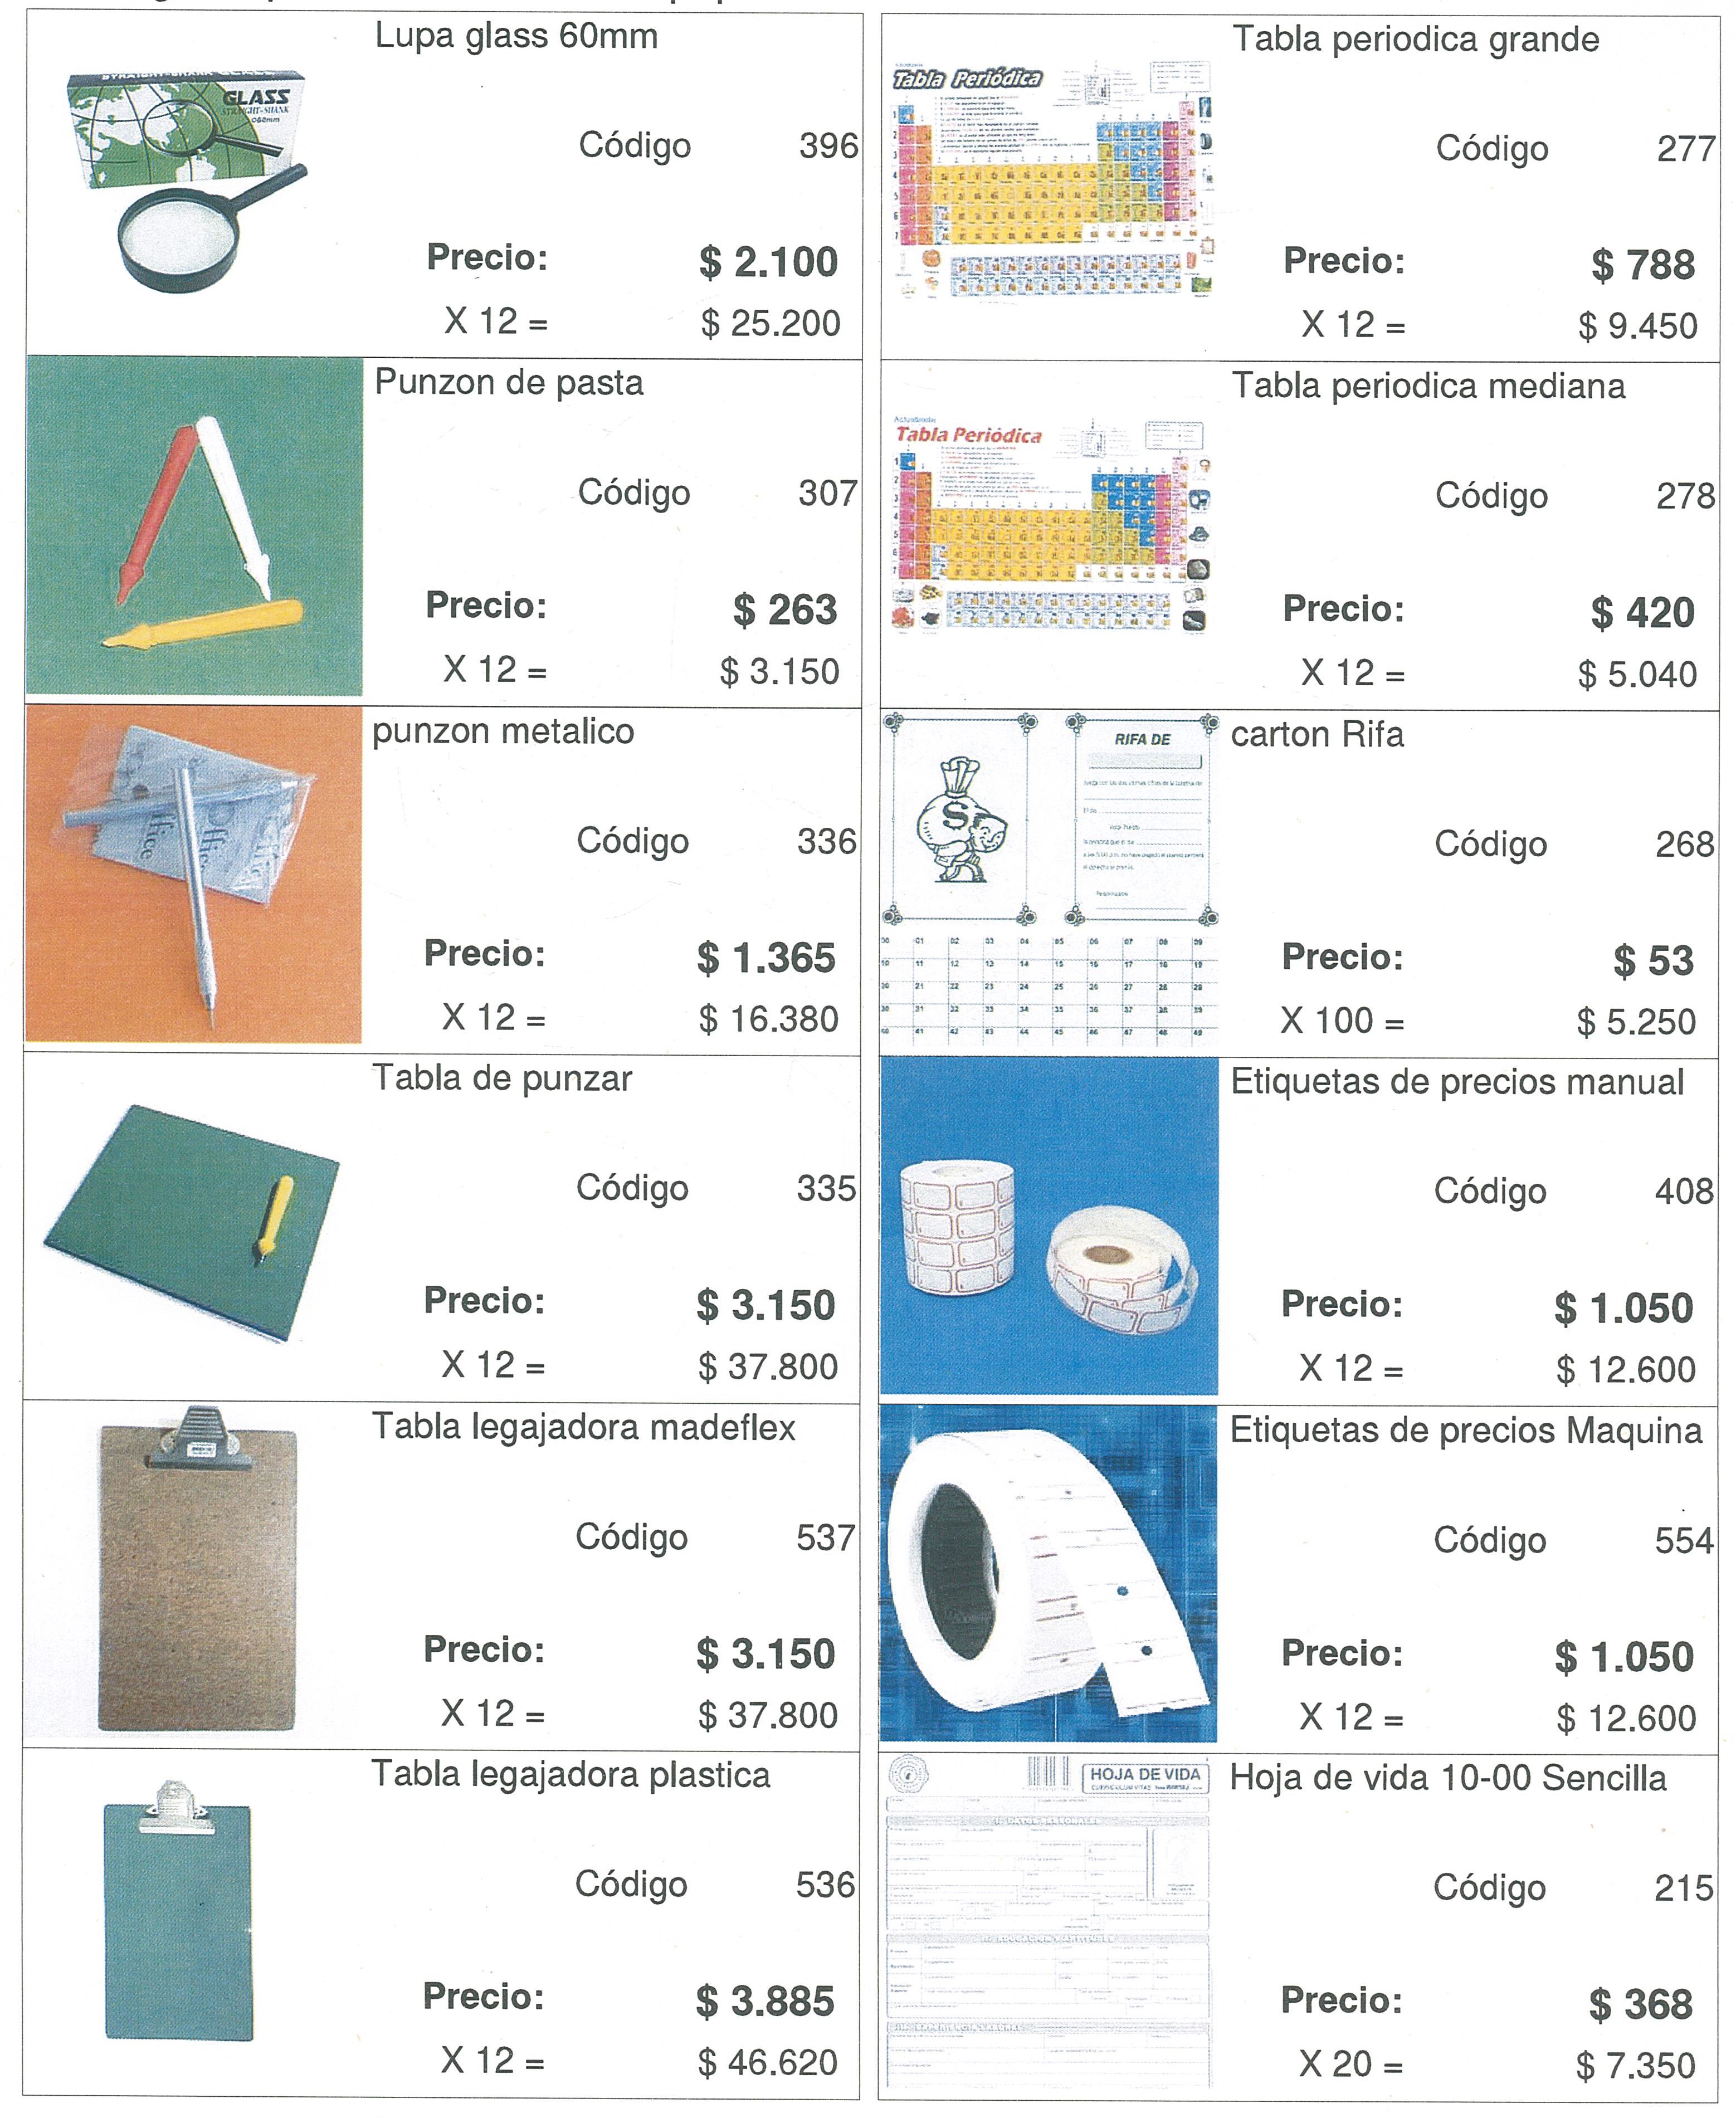 Lupa glass 60mm
GLASS
STRAIGHT-SHANK
Código 396
Precio: $ 2.100
X 12 = $ 25.200
Punzon de pasta
Código 307
Precio: $ 263
X 12 = $ 3.150
punzon metalico
Código 336
Precio: $ 1.365
X 12 = $ 16.380
Tabla de punzar
Código 335
Precio: $ 3.150
X 12 = $ 37.800
Tabla legajadora madeflex
Código 537
Precio: $ 3.150
X 12 = $ 37.800
Tabla legajadora plastica
Código 536
Precio: $ 3.885
X 12 = $ 46.620
Tabla periodica grande
Tabla Periódica
Código 277
Precio: $ 788
X 12 = $ 9.450
Tabla periodica mediana
Tabla Periódica
Código 278
Precio: $ 420
X 12 = $ 5.040
carton Rifa
RIFA DE
Código 268
Precio: $ 53
X 100 = $ 5.250
Etiquetas de precios manual
Código 408
Precio: $ 1.050
X 12 = $ 12.600
Etiquetas de precios Maquina
Código 554
Precio: $ 1.050
X 12 = $ 12.600
Hoja de vida 10-00 Sencilla
HOJA DE VIDA
Código 215
Precio: $ 368
X 20 = $ 7.350